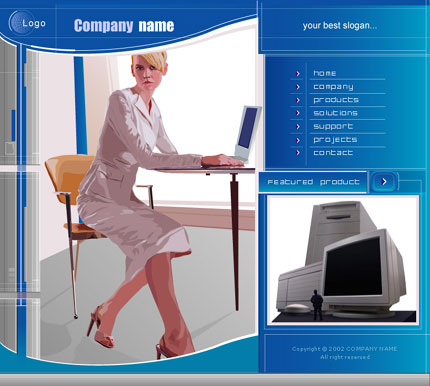 Logo
Company name
your best slogan...
home
company
products
solutions
support
projects
contact
Featured product
Copyright © 2002 COMPANY NAME
All right reserved